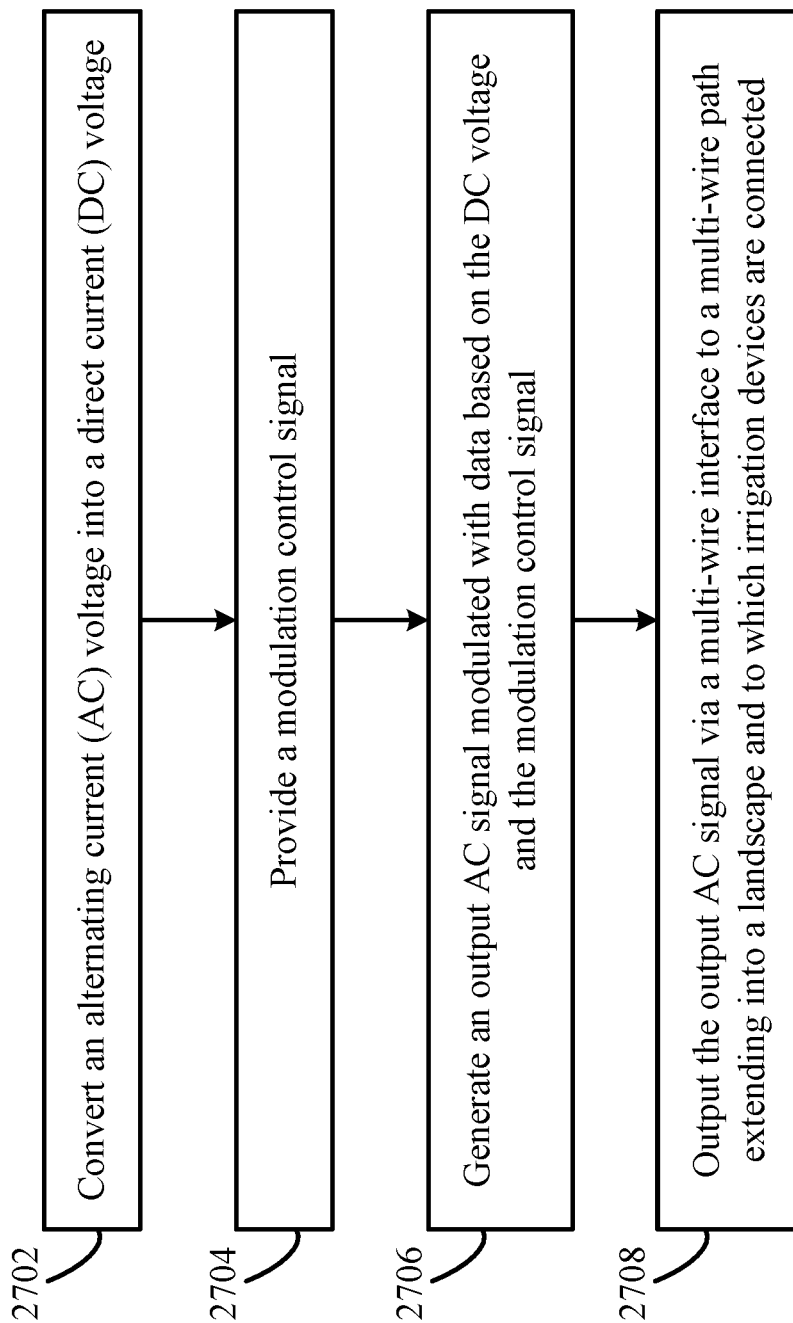 2702
Convert an alternating current (AC) voltage into a direct current (DC) voltage
2704
Provide a modulation control signal
2706
Generate an output AC signal modulated with data based on the DC voltage
and the modulation control signal
2708
Output the output AC signal via a multi-wire interface to a multi-wire path
extending into a landscape and to which irrigation devices are connected